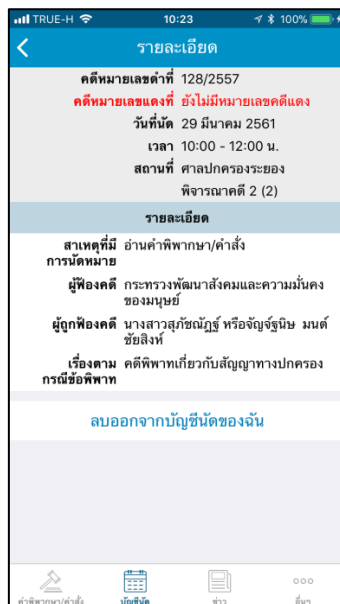 TRUE-H 10:23 100%
รายละเอียด
คดีหมายเลขดำที่ 128/2557
คดีหมายเลขแดงที่ ยังไม่มีหมายเลขคดีแดง
วันที่นัด 29 มีนาคม 2561
เวลา 10:00 - 12:00 น.
สถานที่ ศาลปกครองระยอง
พิจารณาคดี 2 (2)
รายละเอียด
สาเหตุที่มี อ่านคำพิพากษา/คำสั่ง
การนัดหมาย
ผู้ฟ้องคดี กระทรวงพัฒนาสังคมและความมั่นคง
ของมนุษย์
ผู้ถูกฟ้องคดี นางสาวสุภัชณัฏฐ์ หรือจัญจ์ฐนิษ มนต์
ชัยสิงห์
เรื่องตาม คดีพิพาทเกี่ยวกับสัญญาทางปกครอง
กรณีข้อพิพาท
ลบออกจากบัญชีนัดของฉัน
คำพิพากษา/คำสั่ง บัญชีนัด ข่าว อื่นๆ